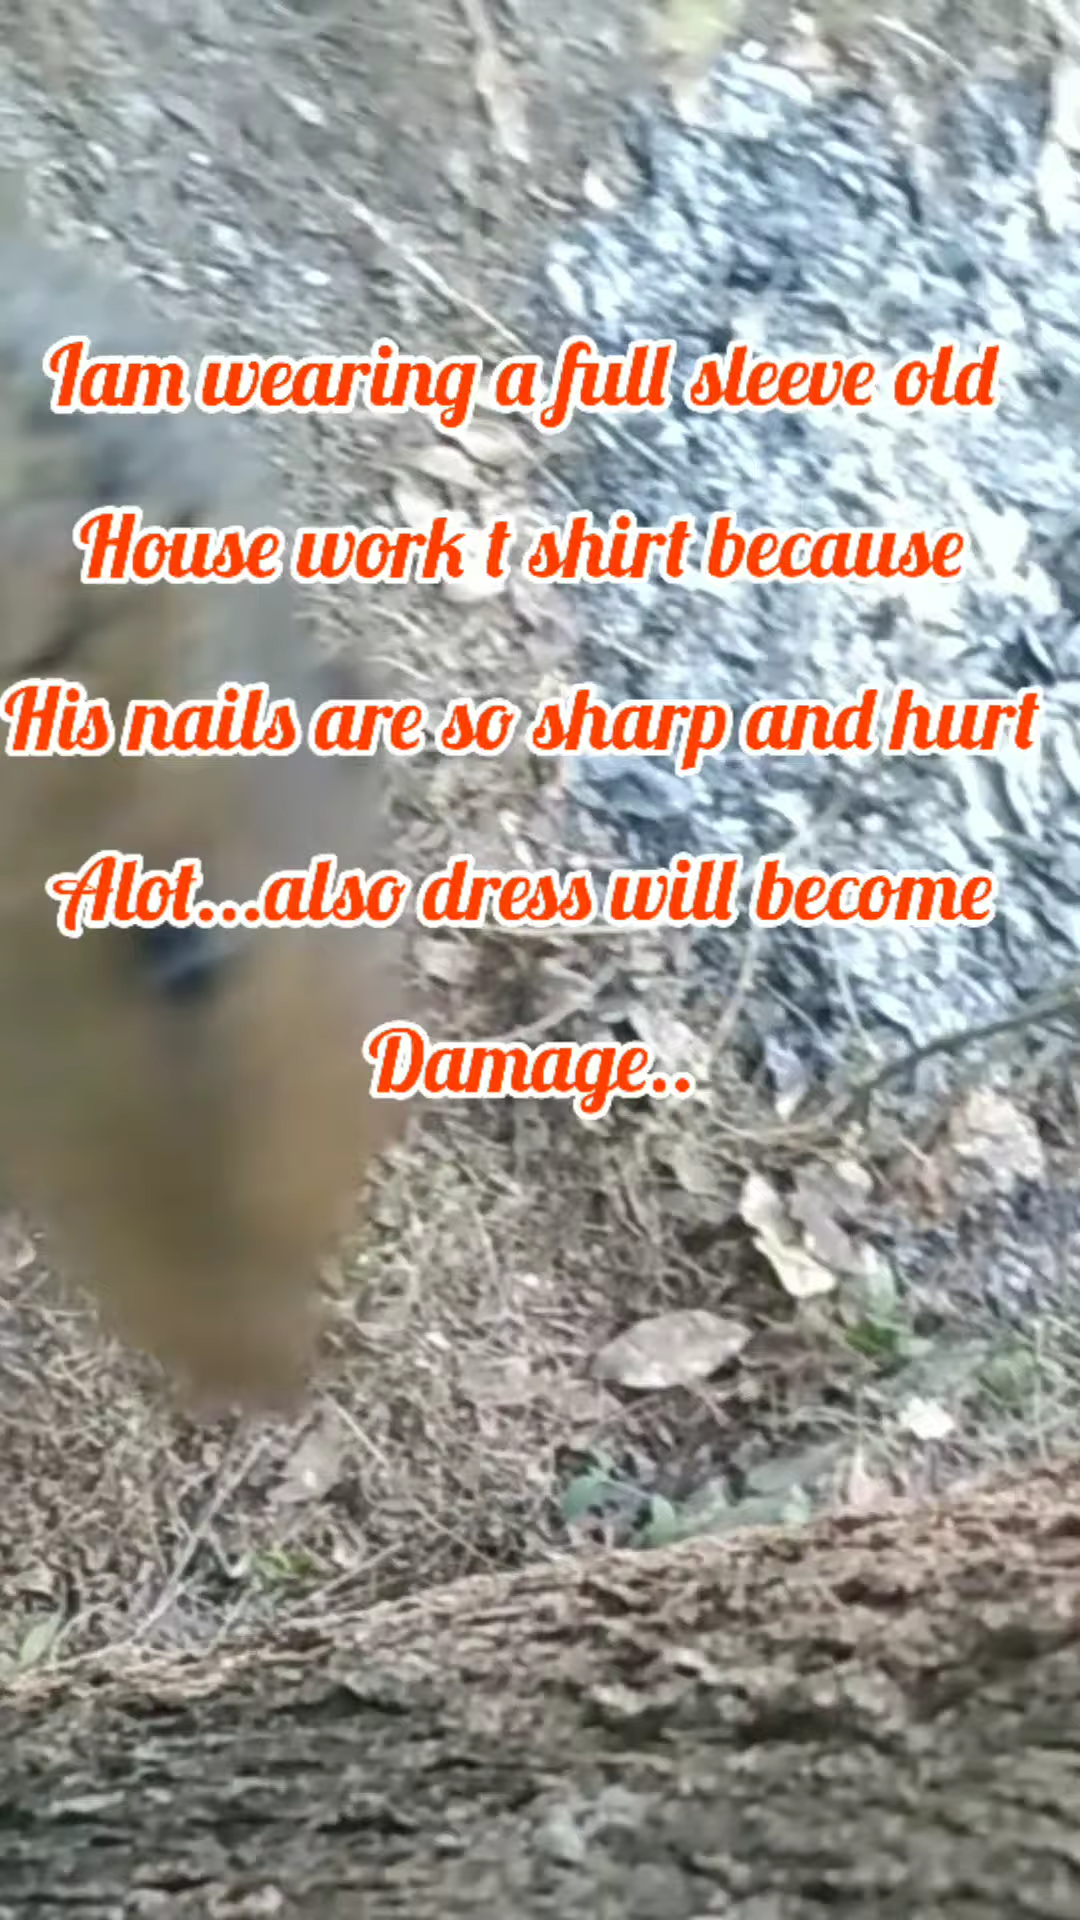 Iam wearing a full sleeve old
House work t shirt because
His nails are so sharp and hurt
Alot...also dress will become
Damage..